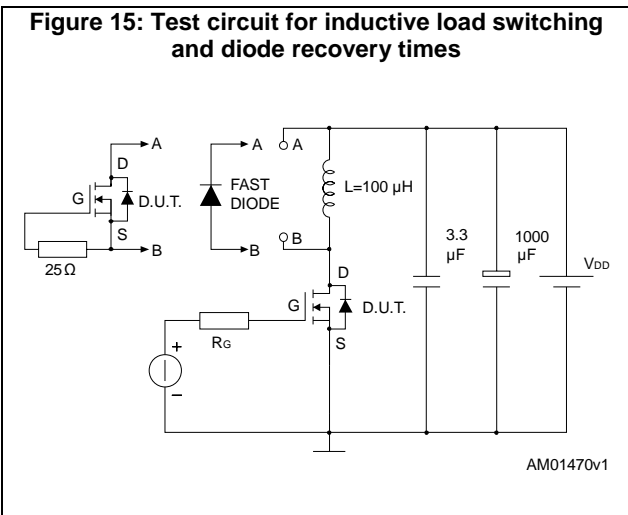 Figure 15: Test circuit for inductive load switching
and diode recovery times
A
D
G
D.U.T.
S
B
25Ω
A
FAST
DIODE
B
A
L=100 µH
B
D
G
D.U.T.
S
RG
+
−
3.3
µF
1000
µF
VDD
AM01470v1